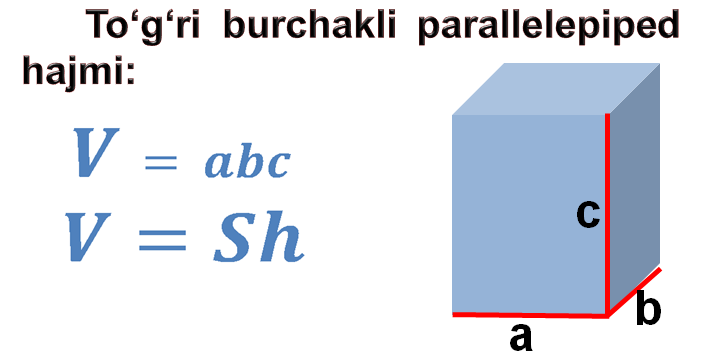 To‘g‘ri burchakli parallelepiped
hajmi:
V = abc
V = Sh
c
b
a